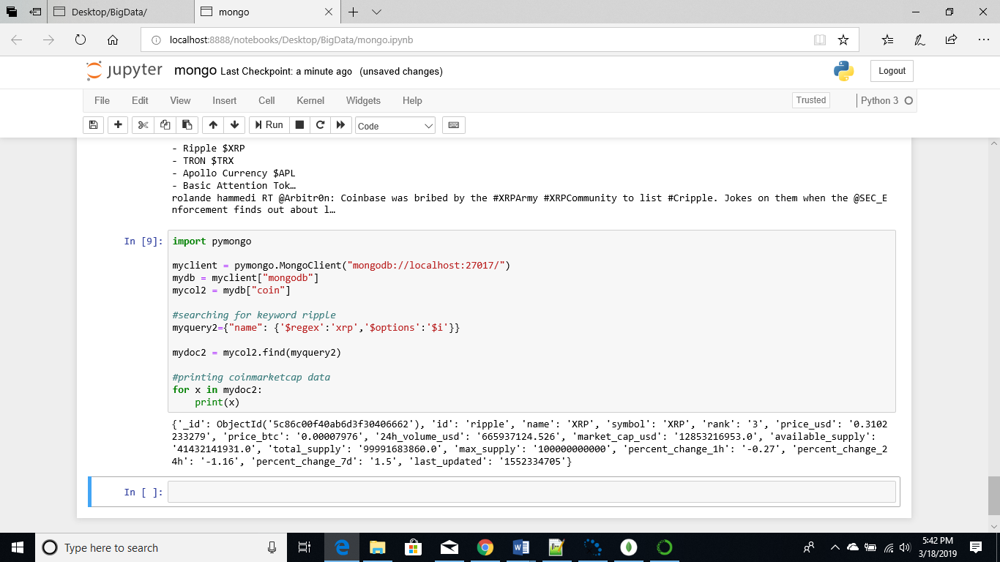 Desktop/BigData/
mongo
localhost:8888/notebooks/Desktop/BigData/mongo.ipynb
jupyter mongo Last Checkpoint: a minute ago (unsaved changes)
Logout
File Edit View Insert Cell Kernel Widgets Help
Trusted
Python 3
Run
Code
- Ripple $XRP
- TRON $TRX
- Apollo Currency $APL
- Basic Attention Tok…
rolande hammedi RT @Arbitr0n: Coinbase was bribed by the #XRPArmy #XRPCommunity to list #Cripple. Jokes on them when the @SEC_E
nforcement finds out about l…
In [9]:
import pymongo
myclient = pymongo.MongoClient("mongodb://localhost:27017/")
mydb = myclient["mongodb"]
mycol2 = mydb["coin"]
#searching for keyword ripple
myquery2={"name": {'$regex':'xrp','$options':'$i'}}
mydoc2 = mycol2.find(myquery2)
#printing coinmarketcap data
for x in mydoc2:
    print(x)
{'_id': ObjectId('5c86c00f40ab6d3f30406662'), 'id': 'ripple', 'name': 'XRP', 'symbol': 'XRP', 'rank': '3', 'price_usd': '0.3102
233279', 'price_btc': '0.00007976', '24h_volume_usd': '665937124.526', 'market_cap_usd': '12853216953.0', 'available_supply':
'41432141931.0', 'total_supply': '99991683860.0', 'max_supply': '100000000000', 'percent_change_1h': '-0.27', 'percent_change_2
4h': '-1.16', 'percent_change_7d': '1.5', 'last_updated': '1552334705'}
In [ ]:
Type here to search
5:42 PM
3/18/2019